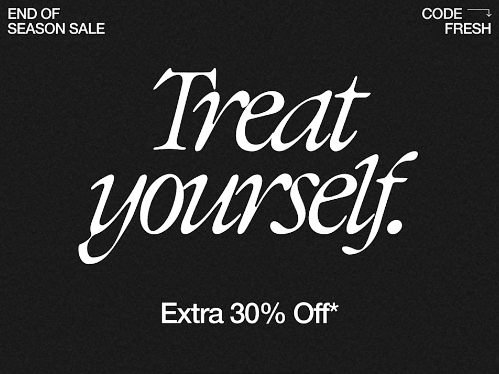 END OF
SEASON SALE
CODE
FRESH
Treat
yourself.
Extra 30% Off*